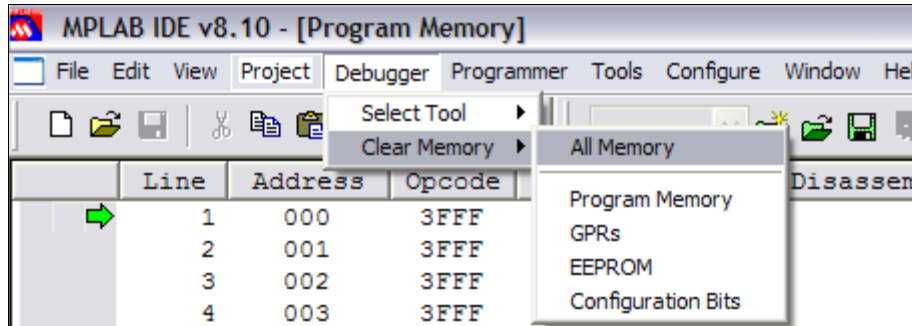 MPLAB IDE v8.10 - [Program Memory]
File Edit View Project Debugger Programmer Tools Configure Window Hel
Select Tool
Clear Memory All Memory
Line Address Opcode Disassem
Program Memory
1 000 3FFF
GPRs
2 001 3FFF
EEPROM
3 002 3FFF
Configuration Bits
4 003 3FFF